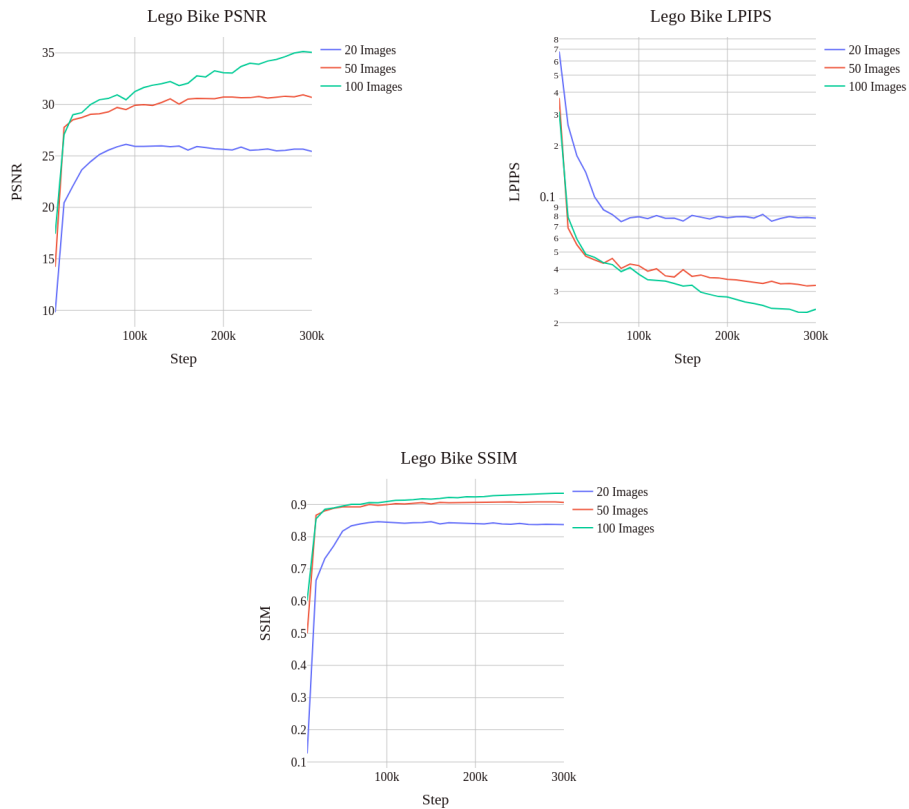 Lego Bike PSNR
35
30
25
20
15
10
PSNR
100k
200k
300k
Step
20 Images
50 Images
100 Images
Lego Bike LPIPS
8
7
6
5
4
3
2
0.1
9
8
7
6
5
4
3
2
LPIPS
100k
200k
300k
Step
20 Images
50 Images
100 Images
Lego Bike SSIM
0.9
0.8
0.7
0.6
0.5
0.4
0.3
0.2
0.1
SSIM
100k
200k
300k
Step
20 Images
50 Images
100 Images